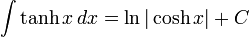 ∫ tanh x dx = ln | cosh x | + C